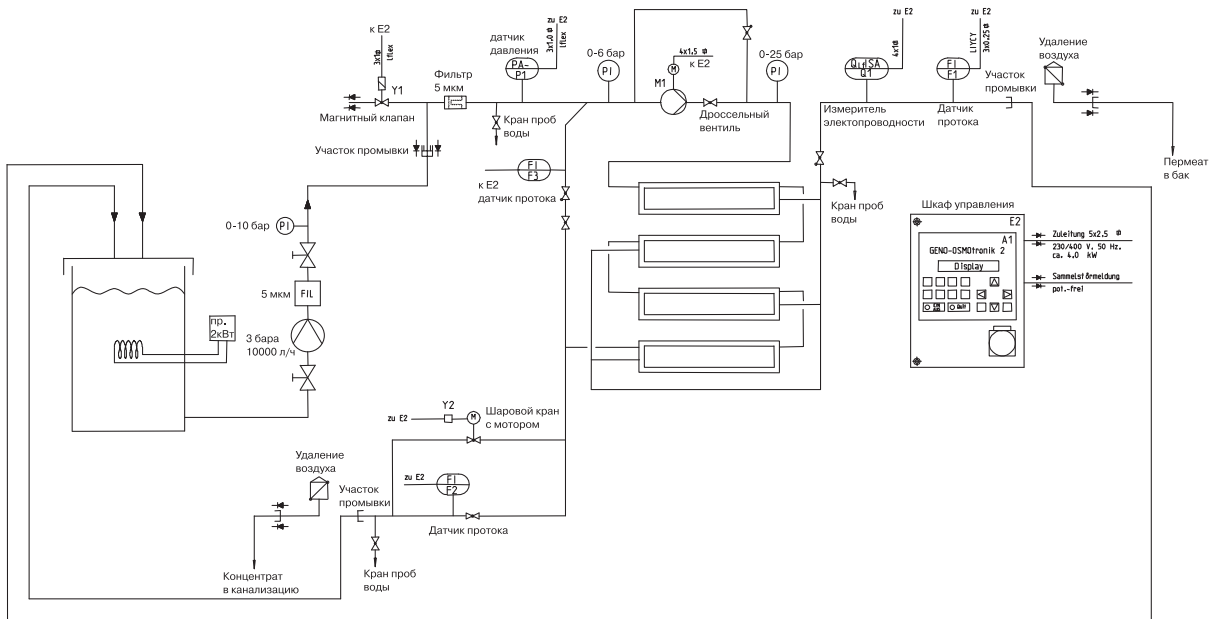 к E2
3x1φ
lflex
Y1
Магнитный клапан
Фильтр
5 мкм
датчик
давления
zu E2
3x1.0 φ
lflex
PA-
P1
Кран проб
воды
0-6 бар
PI
4x1.5 φ
к E2
M
M1
Дроссельный
вентиль
0-25 бар
PI
zu E2
4x1φ
Q1
Измеритель
электопроводности
zu E2
LIYCY
3x0.25 φ
FI
F1
Датчик
протока
Участок
промывки
Удаление
воздуха
Пермеат
в бак
Участок промывки
FI
F3
к E2
датчик протока
Кран проб
воды
0-10 бар
PI
5 мкм
FIL
3 бара
10000 л/ч
пр.
2кВт
Шкаф управления
E2
A1
GENO-OSMOtronik 2
Display
Zuleitung 5x2.5 φ
230/400 V. 50 Hz.
ca. 4.0 kW
Sammelstörmeldung
pot.-frei
zu E2
Y2
M
Шаровой кран
с мотором
zu E2
FI
F2
Датчик протока
Удаление
воздуха
Участок
промывки
Концентрат
в канализацию
Кран проб
воды